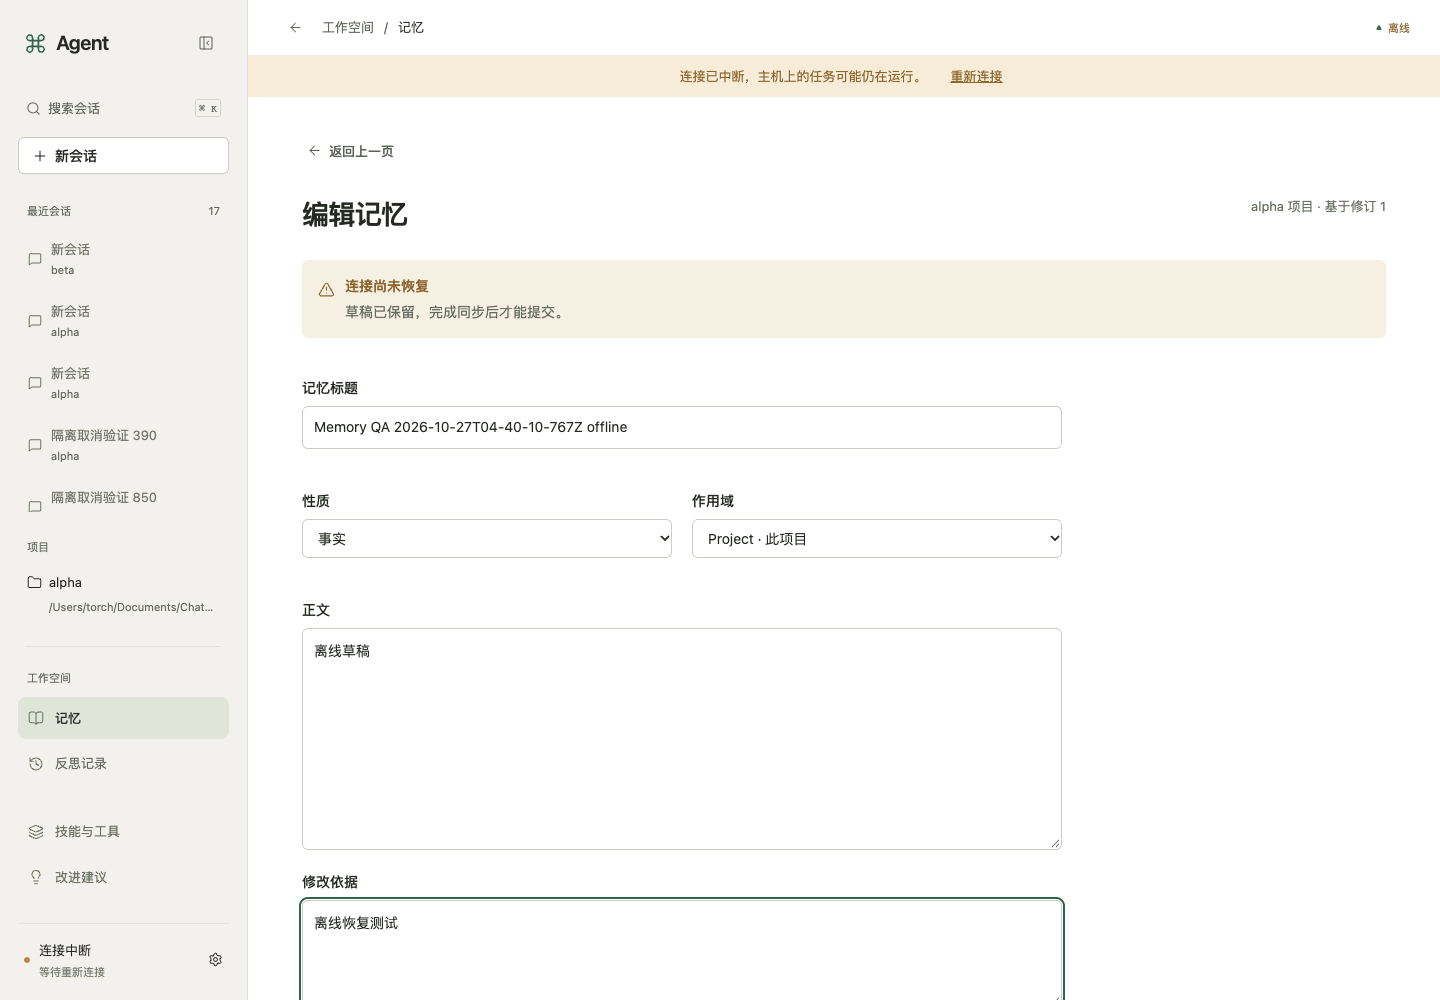 Agent
搜索会话
⌘ K
新会话
最近会话
17
新会话
beta
新会话
alpha
新会话
alpha
隔离取消验证 390
alpha
隔离取消验证 850
项目
alpha
/Users/torch/Documents/Chat...
工作空间
记忆
反思记录
技能与工具
改进建议
连接中断
等待重新连接
工作空间 / 记忆
离线
连接已中断，主机上的任务可能仍在运行。 重新连接
返回上一页
编辑记忆
alpha 项目 · 基于修订 1
连接尚未恢复
草稿已保留，完成同步后才能提交。
记忆标题
Memory QA 2026-10-27T04-40-10-767Z offline
性质
作用域
事实
Project · 此项目
正文
离线草稿
修改依据
离线恢复测试